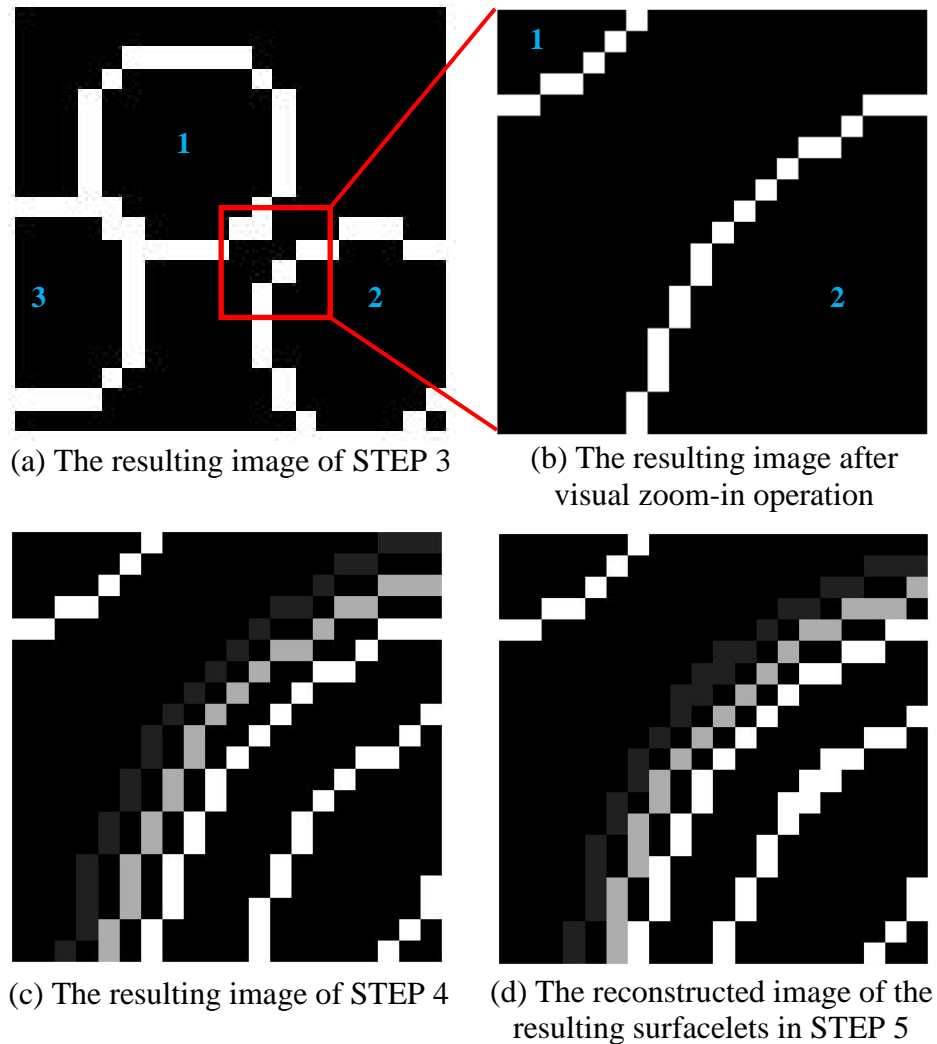 1
2
3
1
2
(a) The resulting image of STEP 3
(b) The resulting image after
visual zoom-in operation
(c) The resulting image of STEP 4
(d) The reconstructed image of the
resulting surfacelets in STEP 5